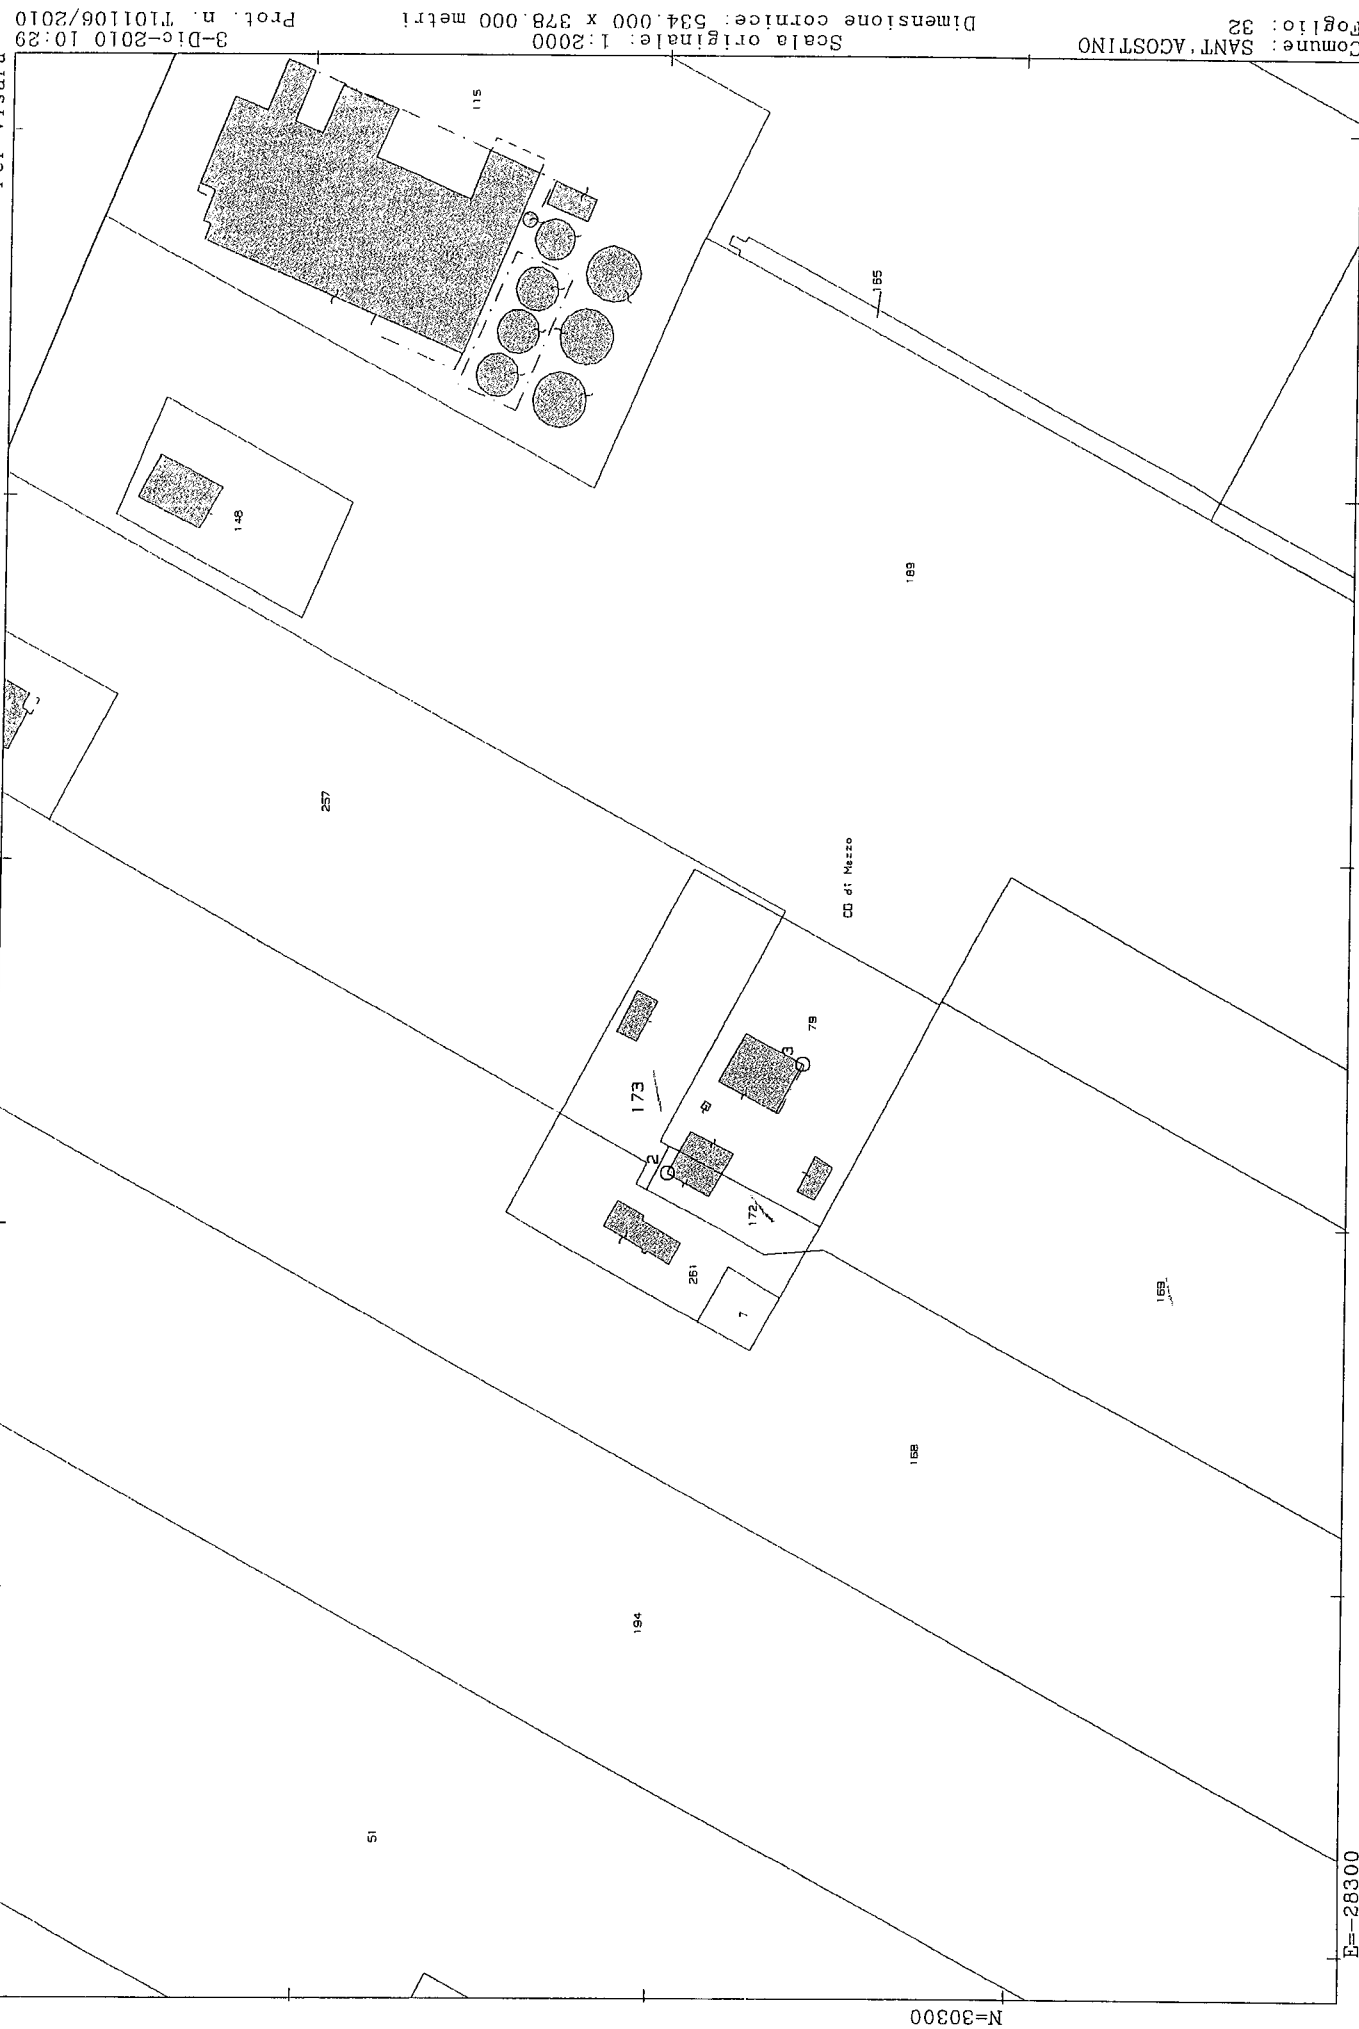 Comune: SANT'AGOSTINO
Foglio: 32
Scala originale: 1:2000
Dimensione cornice: 534.000 x 378.000 metri
3-Dic-2010 10:29
Prot. n. T101106/2010
115
165
148
189
257
CO di Mezzo
173
79
3
2
172
261
7
169
168
194
51
N=30300
E=-28300